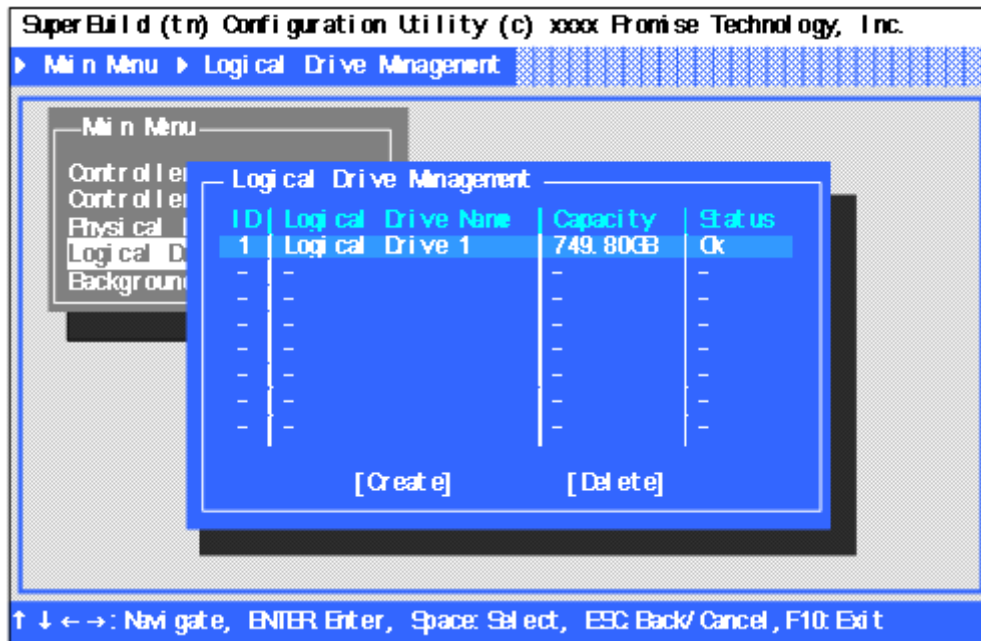 SuperBuild (tm) Configuration Utility (c) xxxx Promise Technology, Inc.
▶ Main Menu ▶ Logical Drive Management
Main Menu
Controller
Controller
Physical
Logical D
Background
Logical Drive Management
ID| Logical Drive Name | Capacity | Status
1 | Logical Drive 1 | 749.80GB | Ok
- | - | - | -
- | - | - | -
- | - | - | -
- | - | - | -
- | - | - | -
- | - | - | -
- | - | - | -
[Create] [Delete]
↑ ↓ ← →: Navigate, ENTER: Enter, Space: Select, ESC: Back/Cancel, F10: Exit